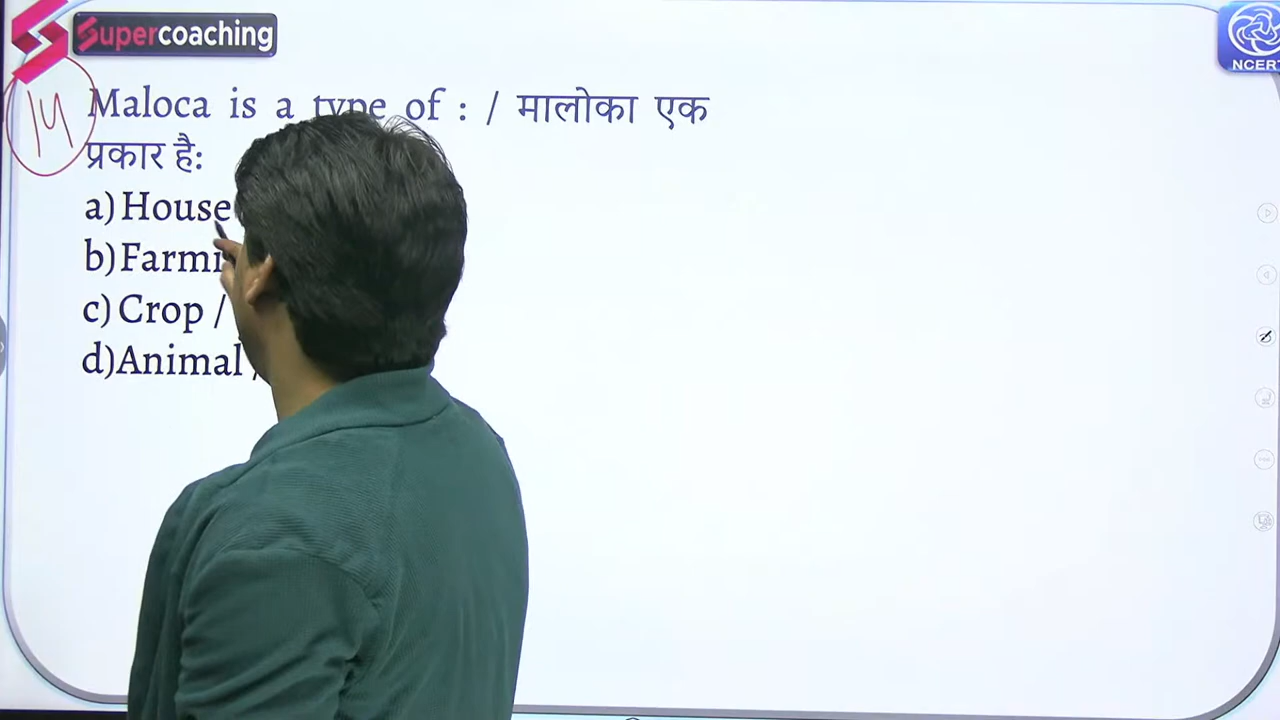 Supercoaching
NCERT
14 Maloca is a type of : / मालोका एक
प्रकार है:
a) House
b) Farmi
c) Crop /
d) Animal /